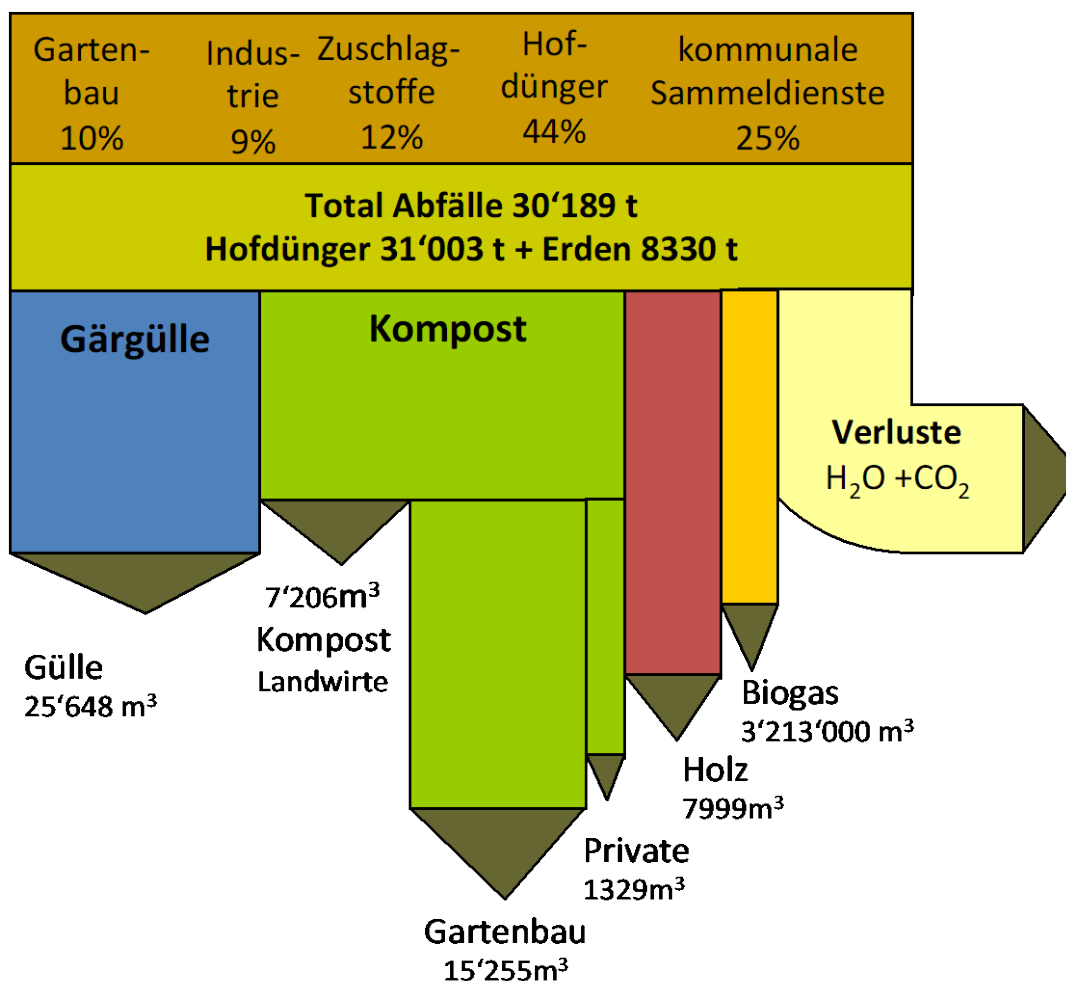 Garten-
bau
10%
Indus-
trie
9%
Zuschlag-
stoffe
12%
Hof-
dünger
44%
kommunale
Sammeldienste
25%
Total Abfälle 30‘189 t
Hofdünger 31‘003 t + Erden 8330 t
Gärgülle
Kompost
Verluste
H₂O +CO₂
Gülle
25‘648 m³
7‘206m³
Kompost
Landwirte
Biogas
3‘213‘000 m³
Holz
7999m³
Private
1329m³
Gartenbau
15‘255m³